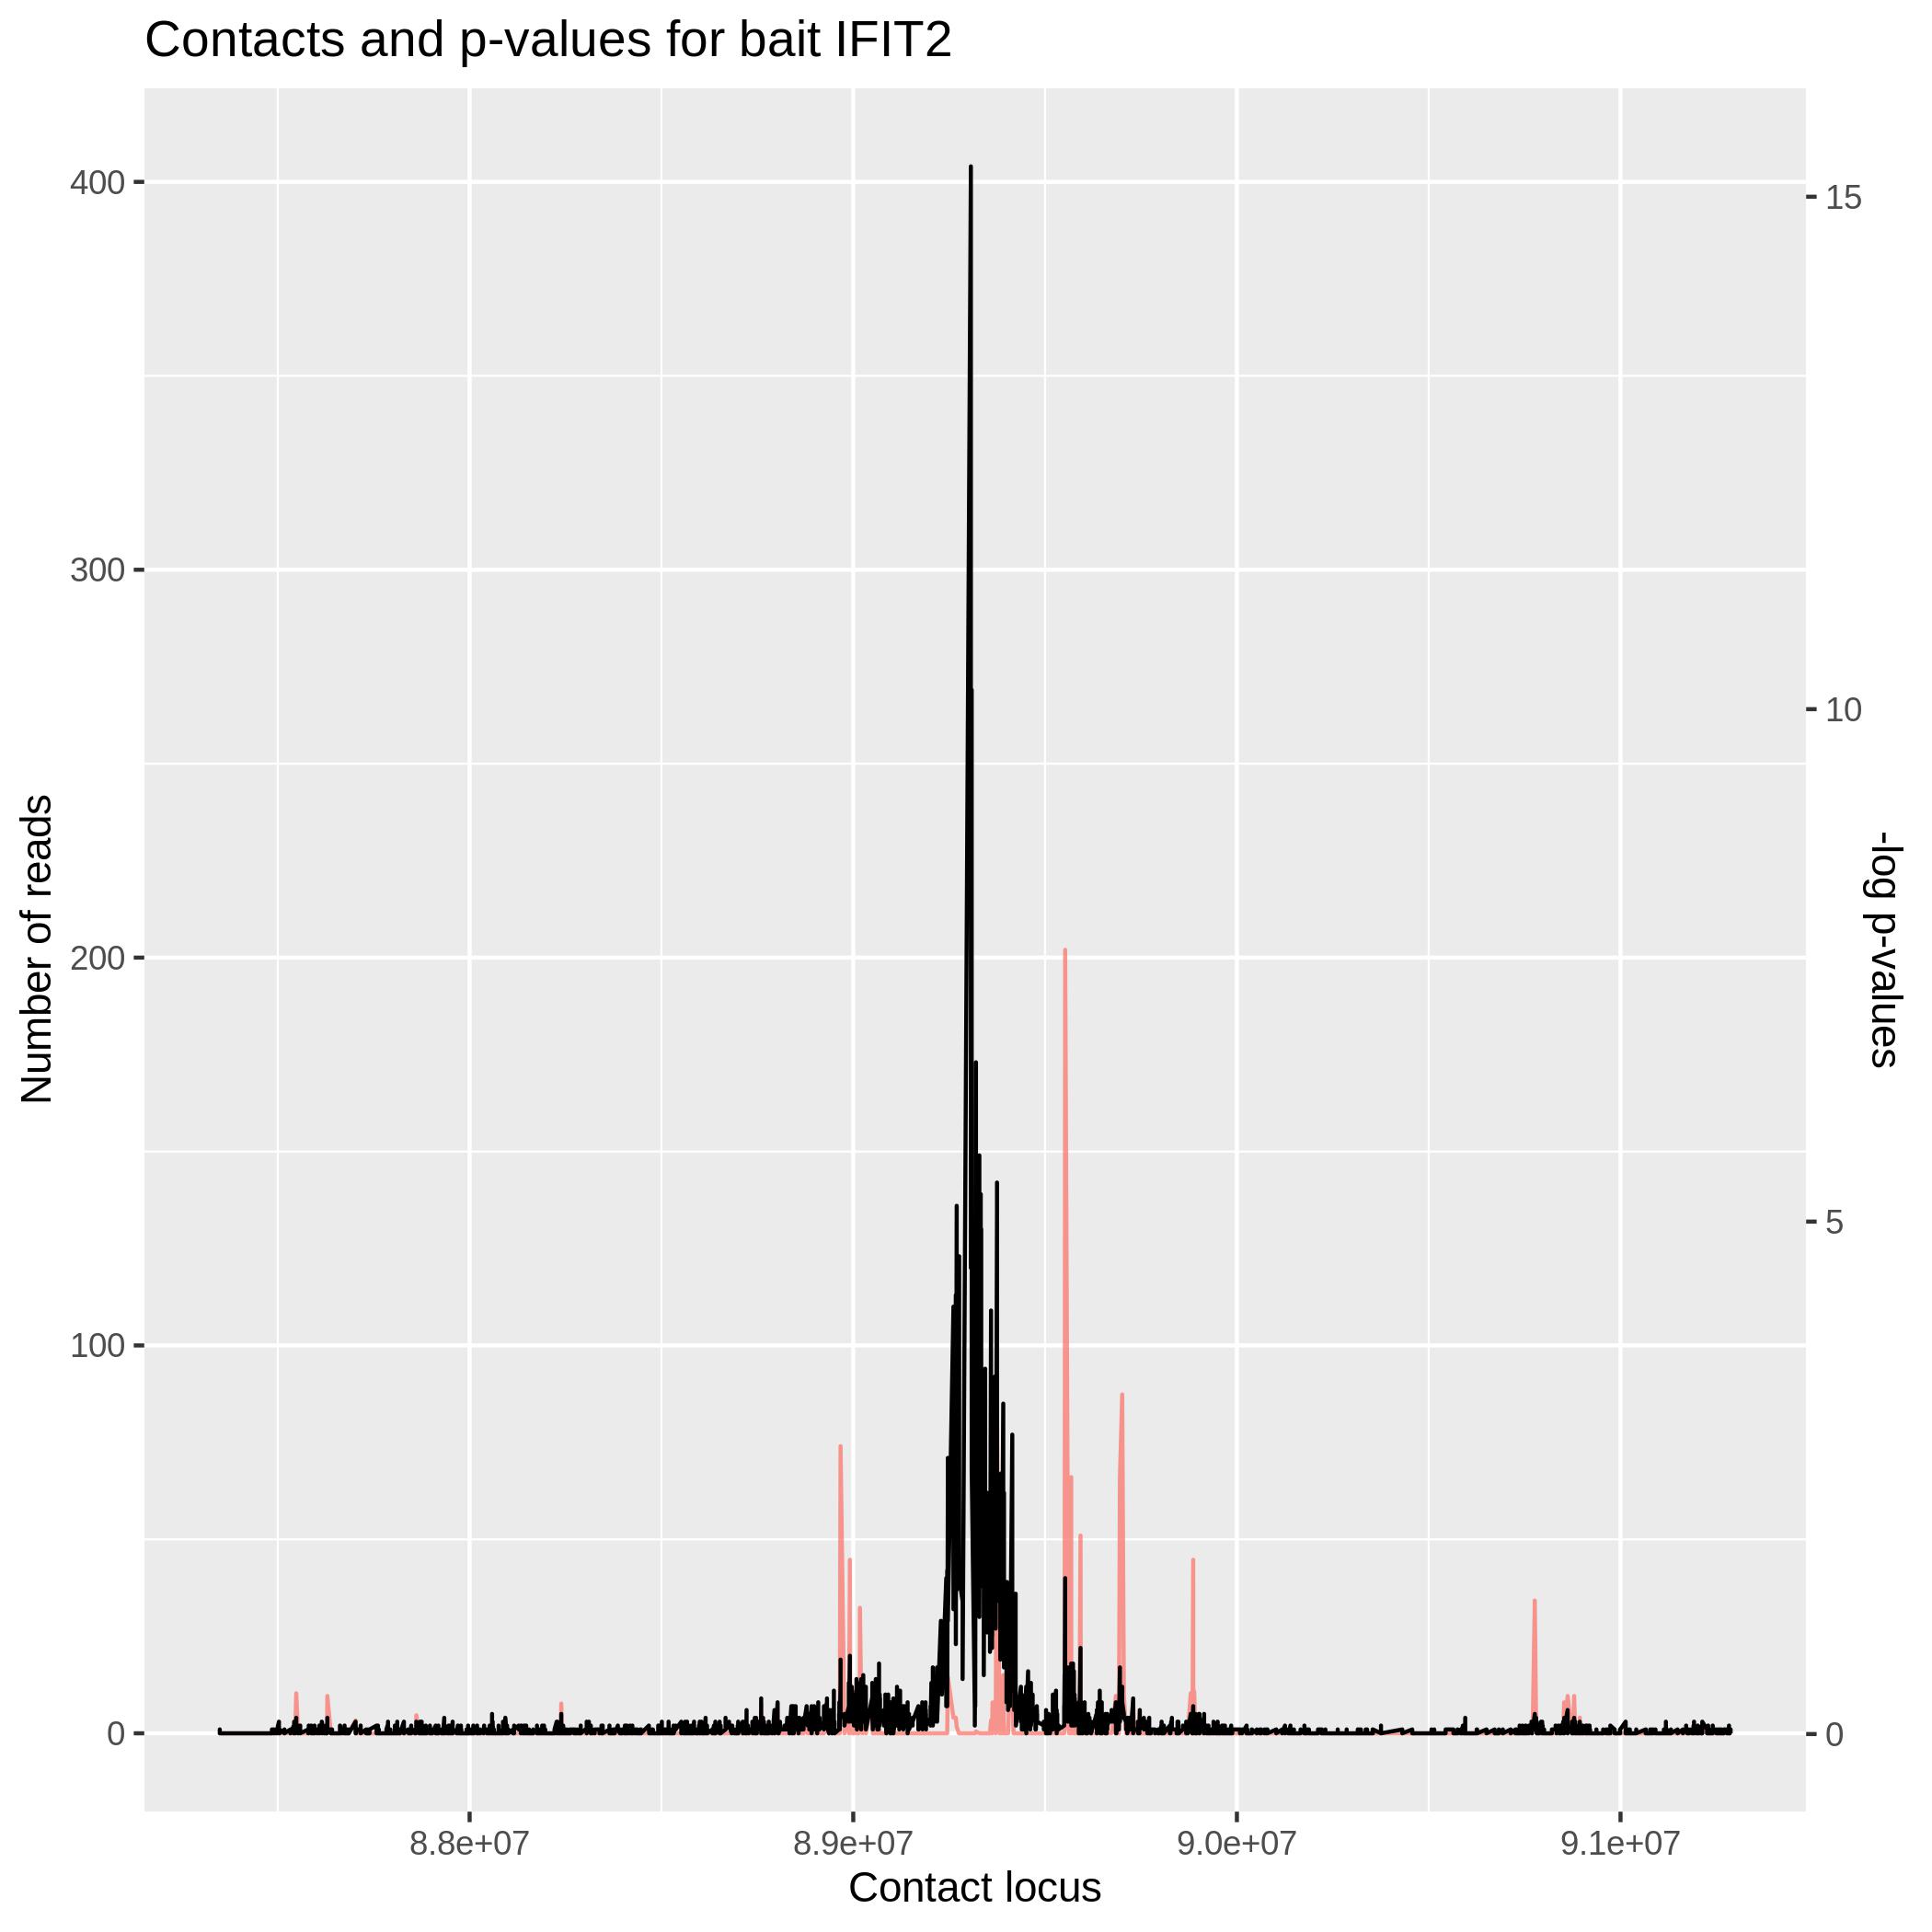 Contacts and p-values for bait IFIT2
400
300
200
100
0
Number of reads
15
10
5
0
-log p-values
8.8e+07
8.9e+07
9.0e+07
9.1e+07
Contact locus